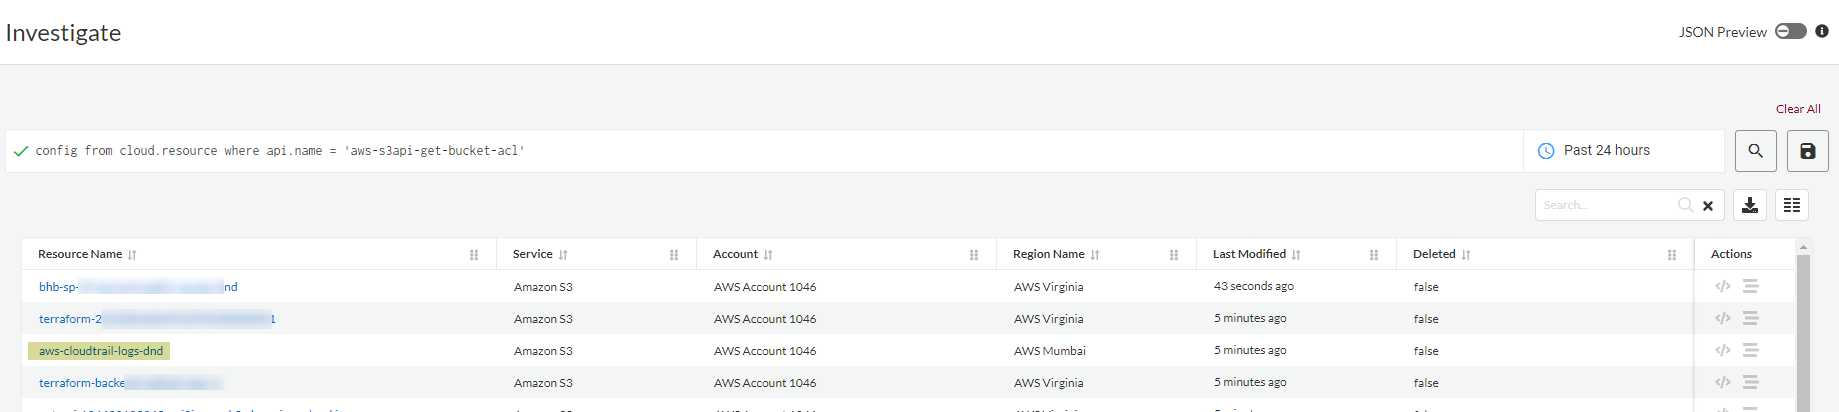 Investigate
JSON Preview
Clear All
config from cloud.resource where api.name = 'aws-s3api-get-bucket-acl'
Past 24 hours
Search...
Resource Name Service Account Region Name Last Modified Deleted Actions
bhb-sp- nd Amazon S3 AWS Account 1046 AWS Virginia 43 seconds ago false
terraform-2 1 Amazon S3 AWS Account 1046 AWS Virginia 5 minutes ago false
aws-cloudtrail-logs-dnd Amazon S3 AWS Account 1046 AWS Mumbai 5 minutes ago false
terraform-backe Amazon S3 AWS Account 1046 AWS Virginia 5 minutes ago false